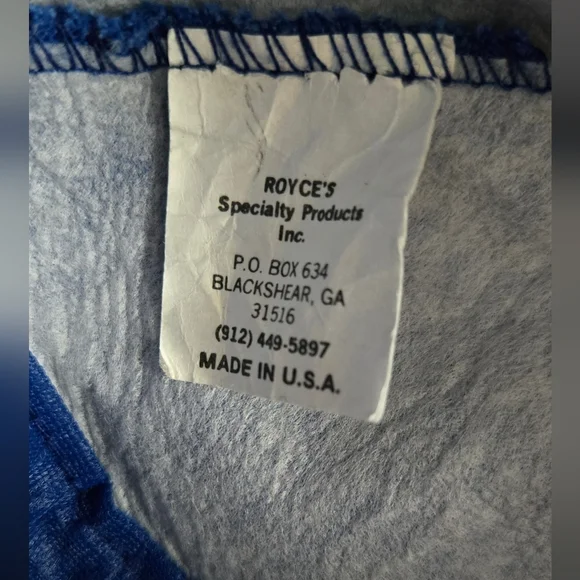 ROYCE'S
Specialty Products
Inc.
P.O. BOX 634
BLACKSHEAR, GA
31516
(912) 449-5897
MADE IN U.S.A.